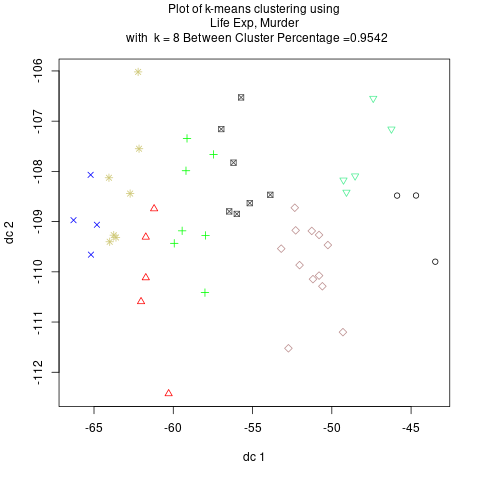 Plot of k-means clustering using
Life Exp, Murder
with k = 8 Between Cluster Percentage =0.9542
-106
-107
-108
-109
-110
-111
-112
dc 2
-65 -60 -55 -50 -45
dc 1